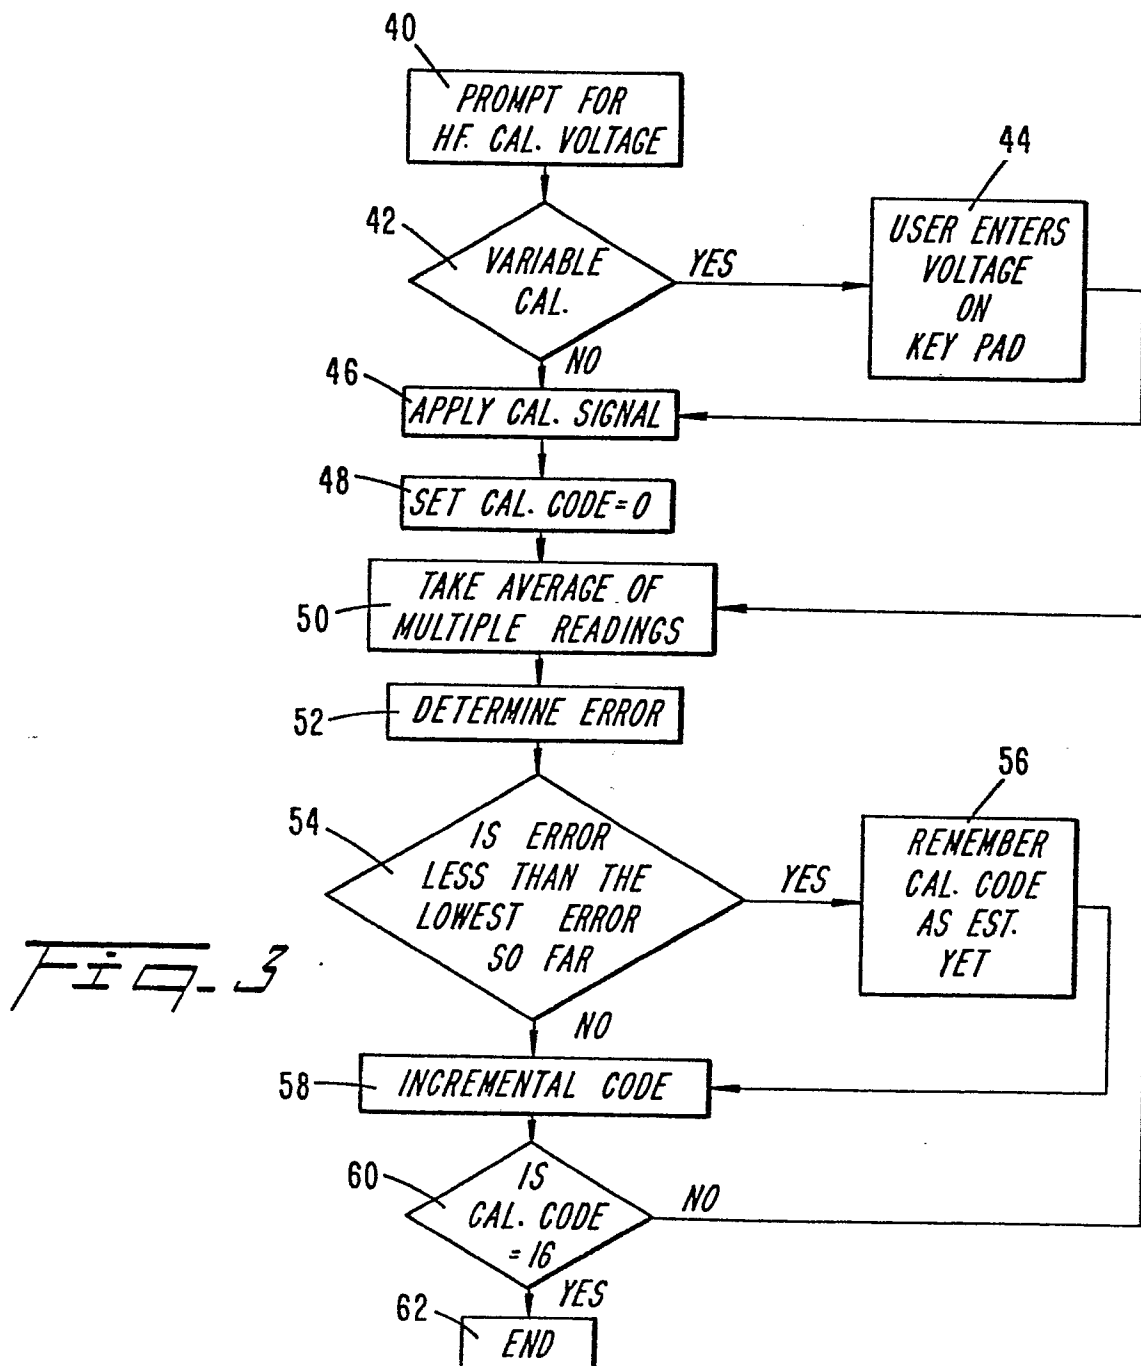 40
PROMPT FOR
HF. CAL. VOLTAGE
42
VARIABLE
CAL.
YES
44
USER ENTERS
VOLTAGE
ON
KEY PAD
NO
46
APPLY CAL. SIGNAL
48
SET CAL. CODE=0
50
TAKE AVERAGE OF
MULTIPLE READINGS
52
DETERMINE ERROR
54
IS ERROR
LESS THAN THE
LOWEST ERROR
SO FAR
YES
56
REMEMBER
CAL. CODE
AS EST.
YET
NO
58
INCREMENTAL CODE
60
IS
CAL. CODE
=16
NO
YES
62
END
Fig. 3